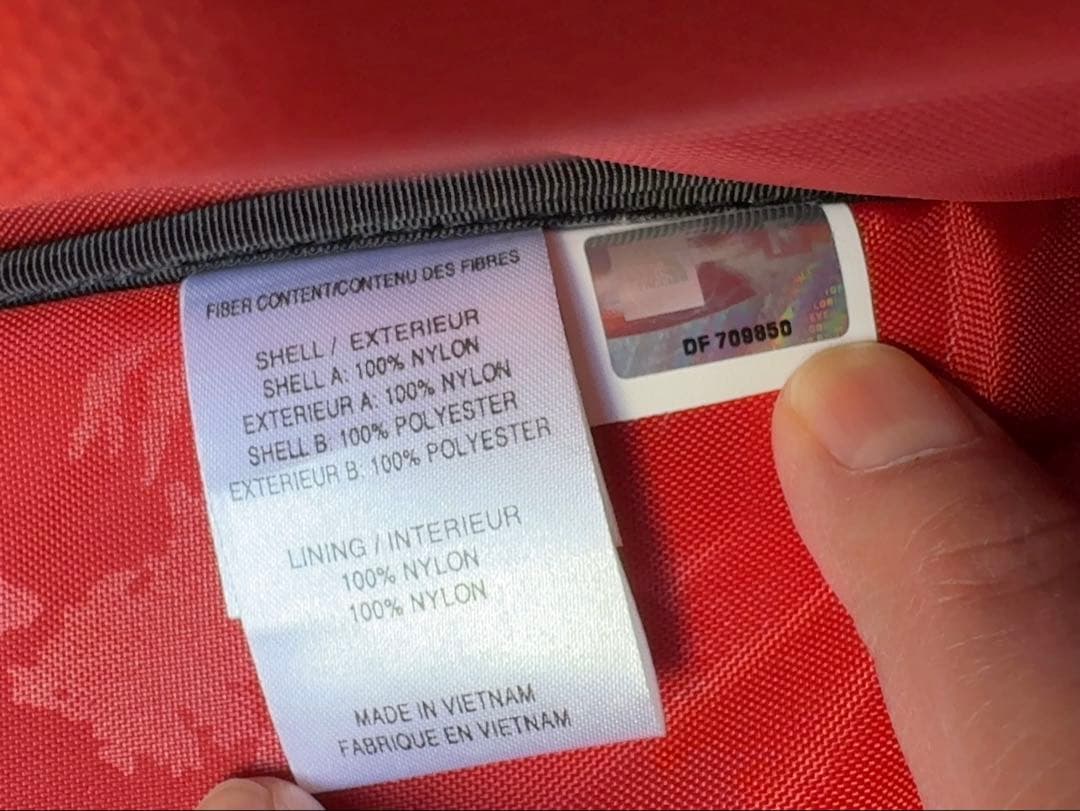 FIBER CONTENT/CONTENU DES FIBRES
SHELL / EXTERIEUR
SHELL A: 100% NYLON
EXTERIEUR A: 100% NYLON
SHELL B: 100% POLYESTER
EXTERIEUR B: 100% POLYESTER
LINING / INTERIEUR
100% NYLON
100% NYLON
MADE IN VIETNAM
FABRIQUE EN VIETNAM
DF 709850